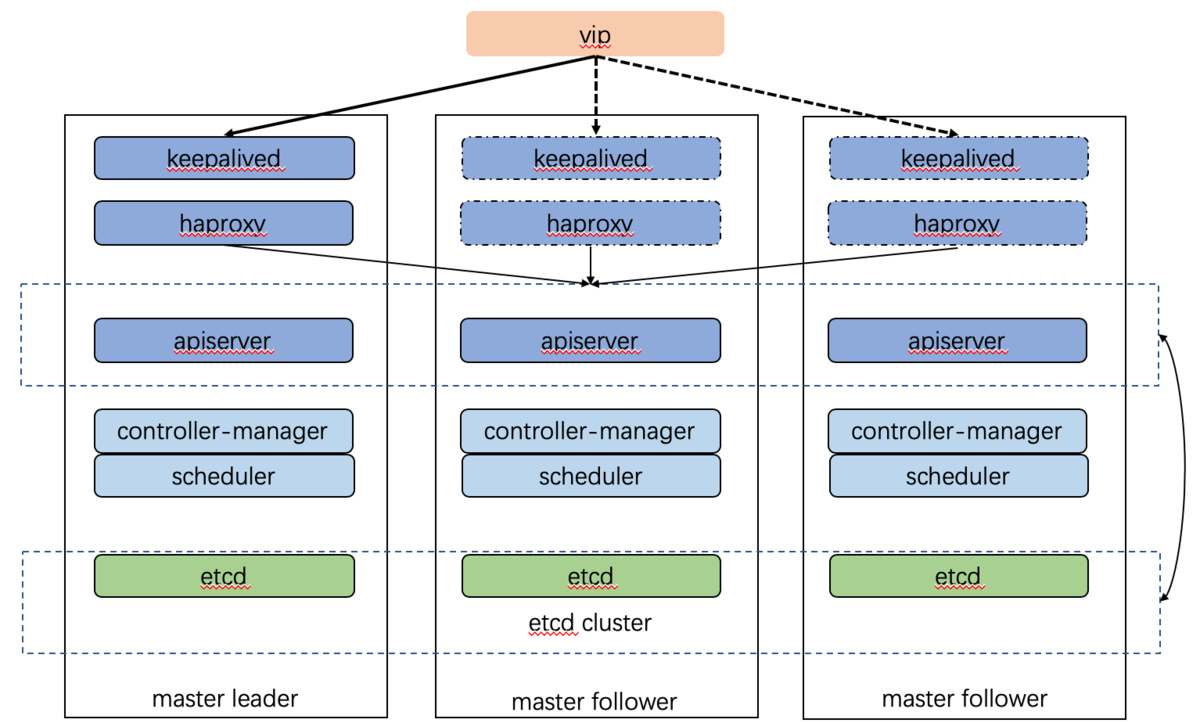 vip
keepalived
keepalived
keepalived
haproxy
haproxy
haproxy
apiserver
apiserver
apiserver
controller-manager
controller-manager
controller-manager
scheduler
scheduler
scheduler
etcd
etcd
etcd
etcd cluster
master leader
master follower
master follower